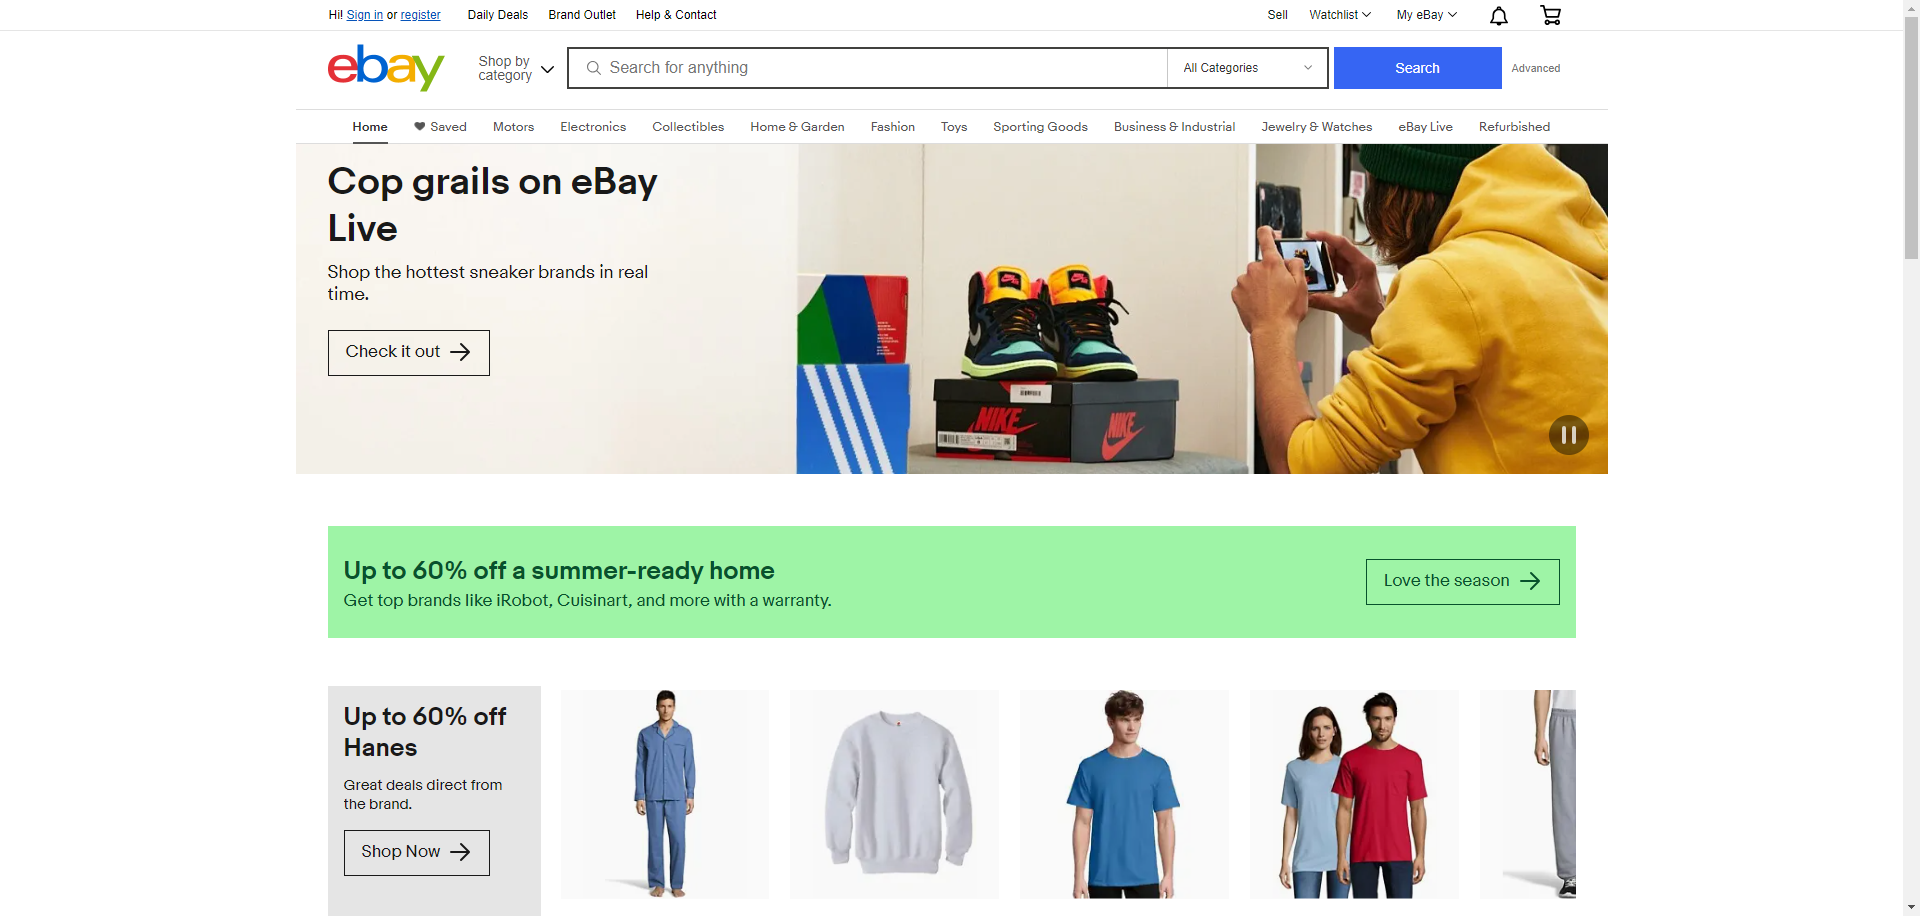 Hi! Sign in or register
Daily Deals
Brand Outlet
Help & Contact
Sell
Watchlist
My eBay
ebay
Shop by
category
Search for anything
All Categories
Search
Advanced
Home
Saved
Motors
Electronics
Collectibles
Home & Garden
Fashion
Toys
Sporting Goods
Business & Industrial
Jewelry & Watches
eBay Live
Refurbished
Cop grails on eBay
Live
Shop the hottest sneaker brands in real
time.
Check it out
NIKE
NIKE
Up to 60% off a summer-ready home
Get top brands like iRobot, Cuisinart, and more with a warranty.
Love the season
Up to 60% off
Hanes
Great deals direct from
the brand.
Shop Now